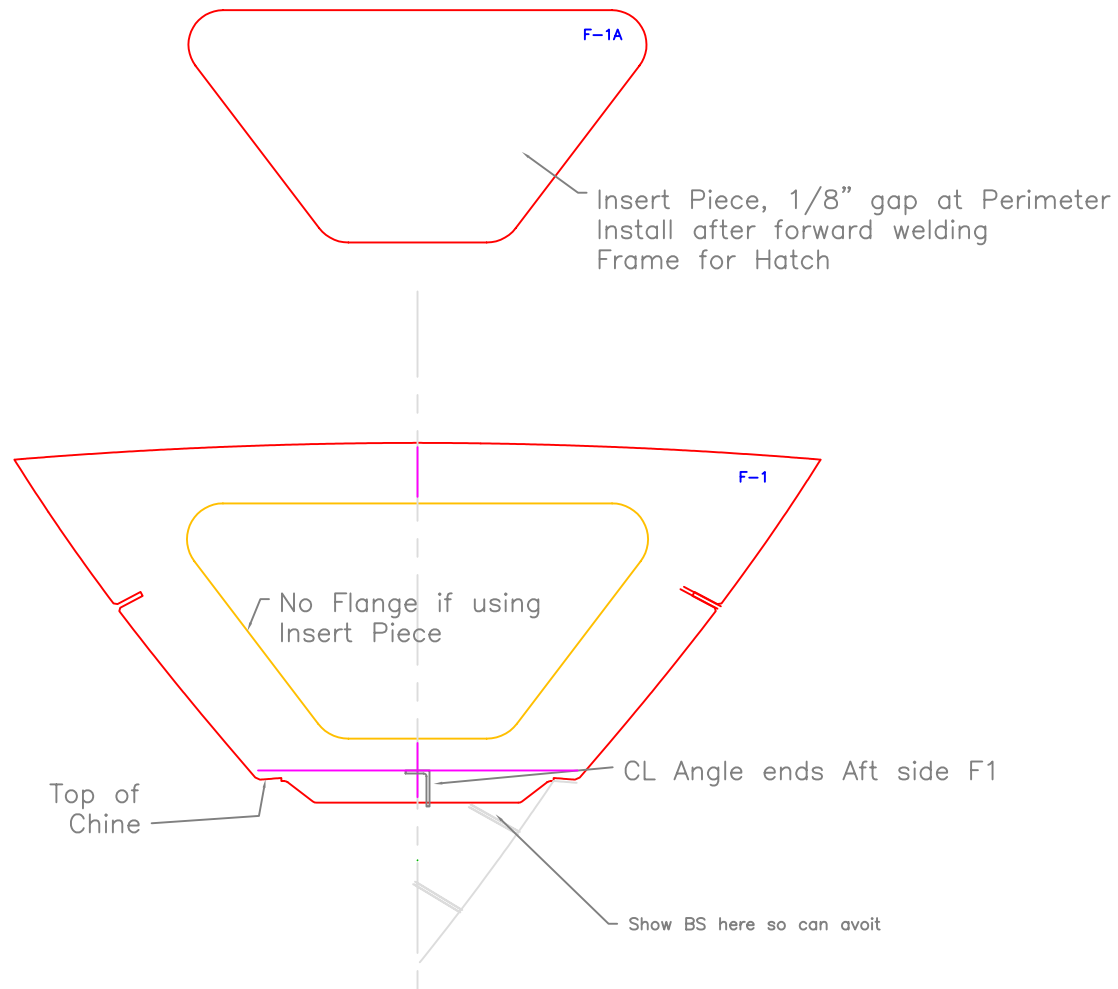 F-1A
Insert Piece, 1/8” gap at Perimeter
Install after forward welding
Frame for Hatch
F-1
No Flange if using
Insert Piece
CL Angle ends Aft side F1
Top of
Chine
Show BS here so can avoit